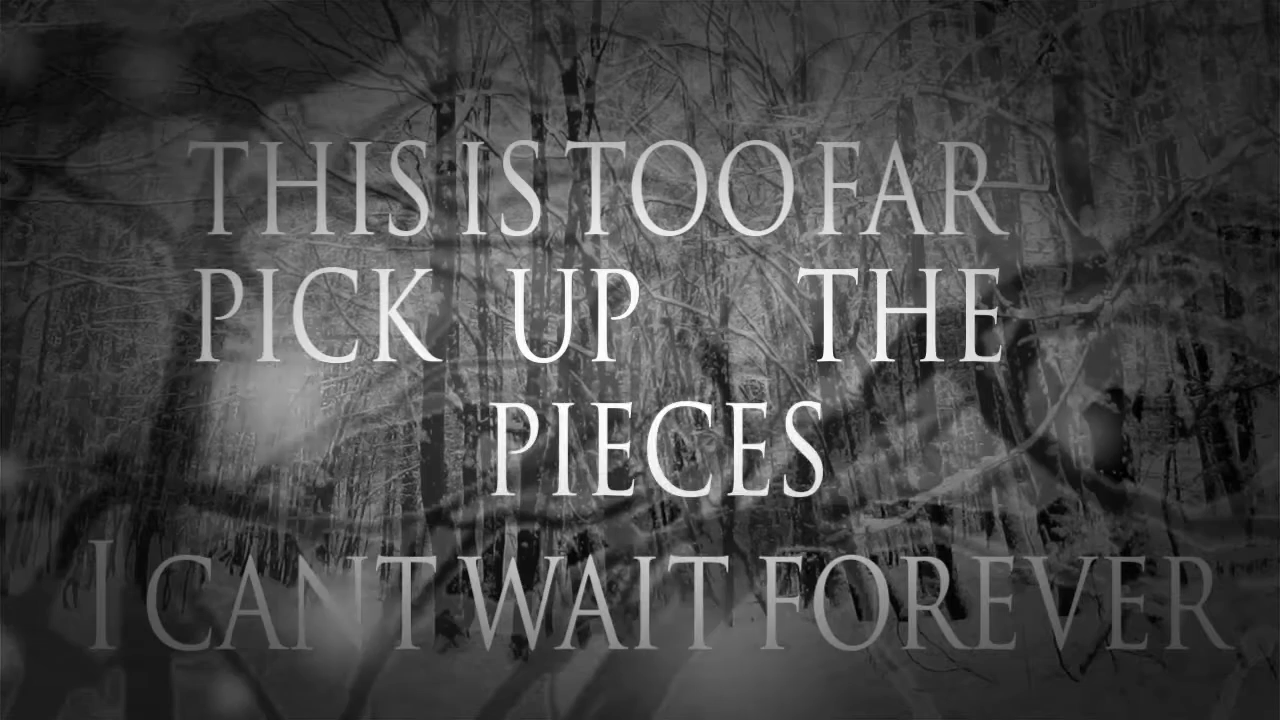 THIS IS TOO FAR
PICK UP THE
PIECES
I CANT WAIT FOREVER